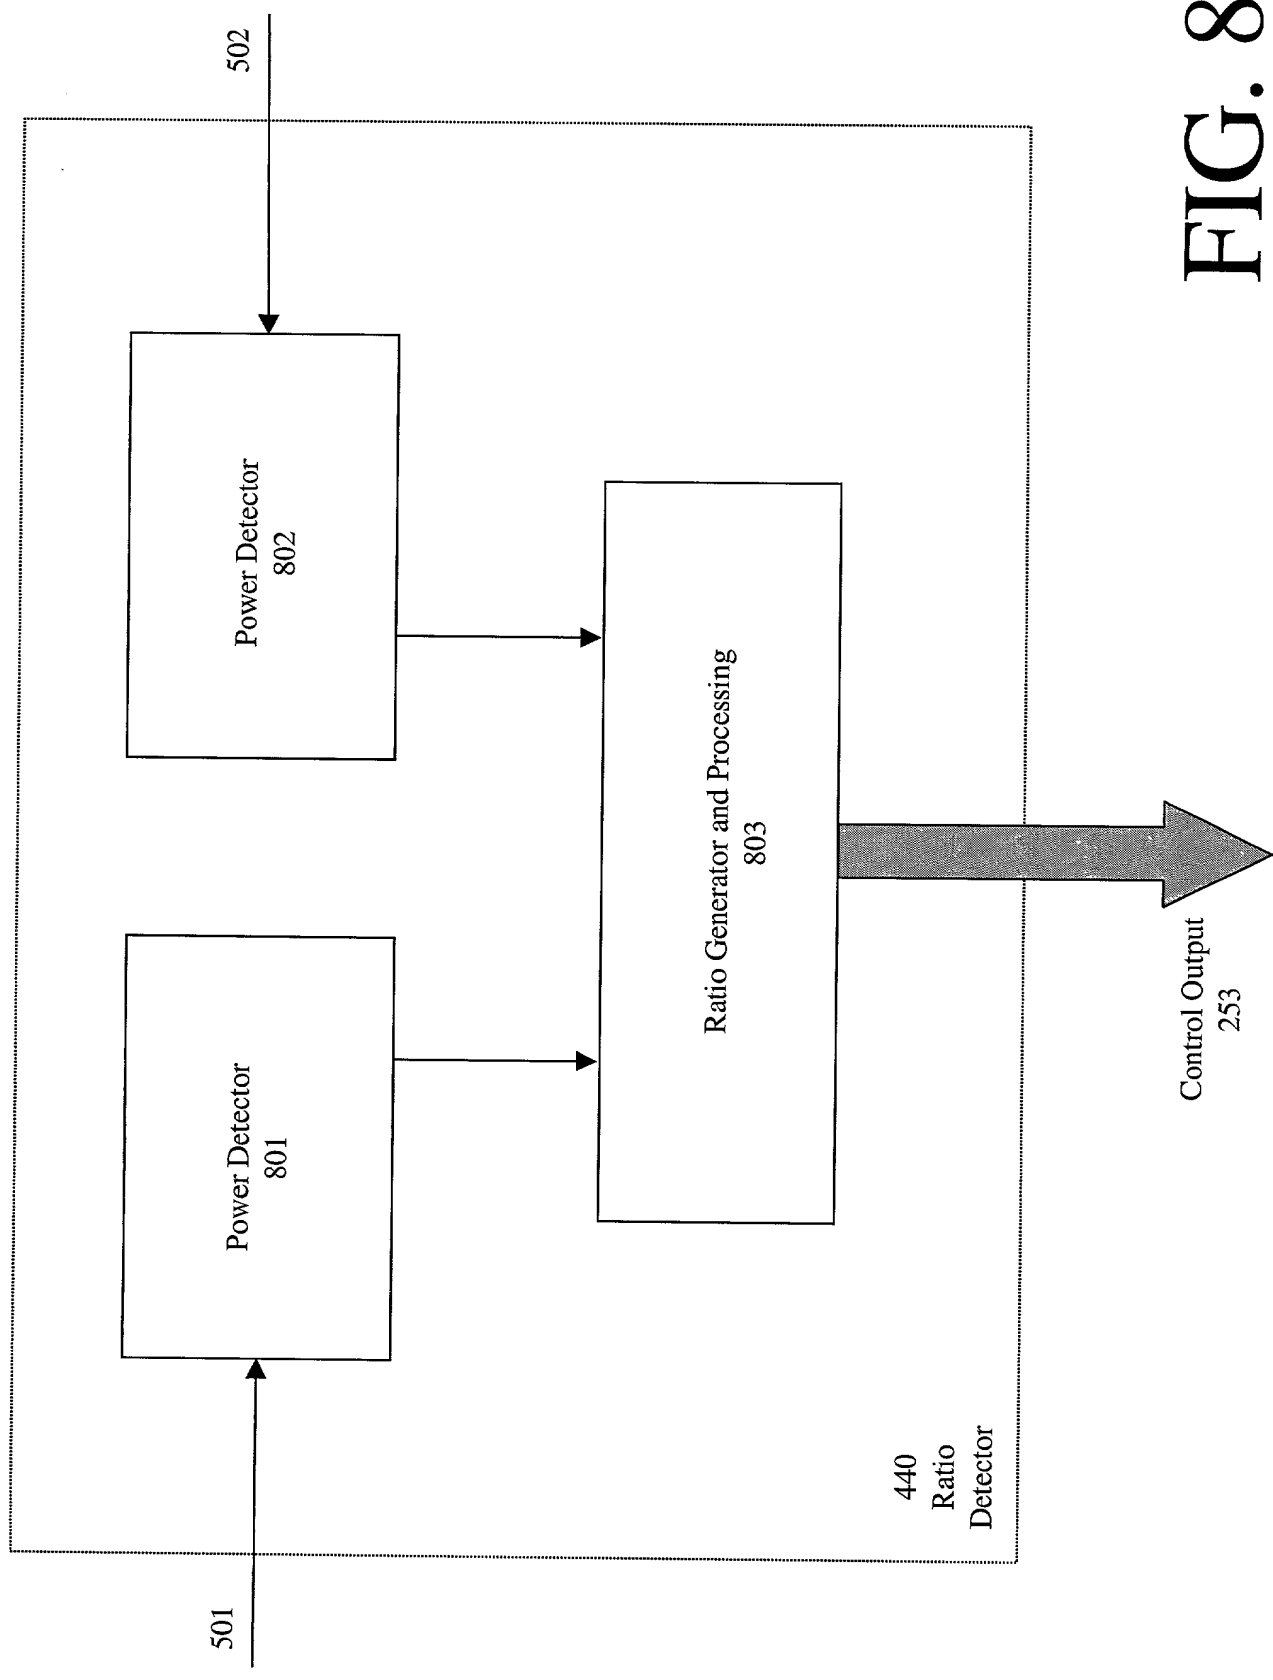 501
502
Power Detector
801
Power Detector
802
Ratio Generator and Processing
803
440
Ratio
Detector
Control Output
253
FIG. 8